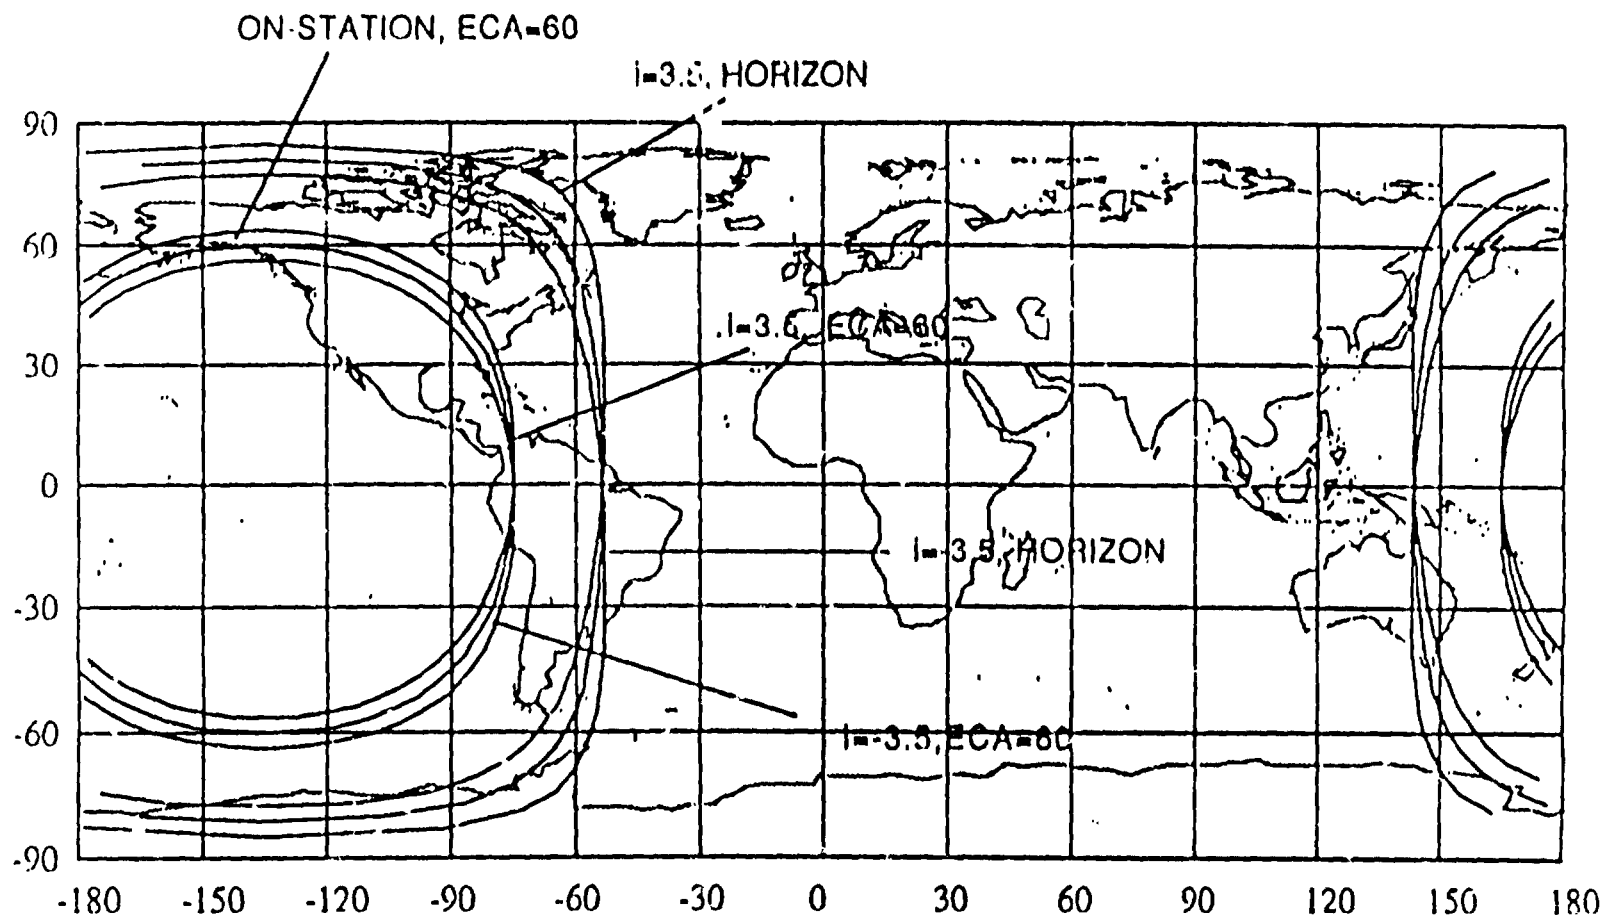 ON-STATION, ECA=60
i=3.5, HORIZON
i=3.5, ECA=60
i=-3.5, HORIZON
i=-3.5, ECA=60
90
60
30
0
-30
-60
-90
-180 -150 -120 -90 -60 -30 0 30 60 90 120 150 180